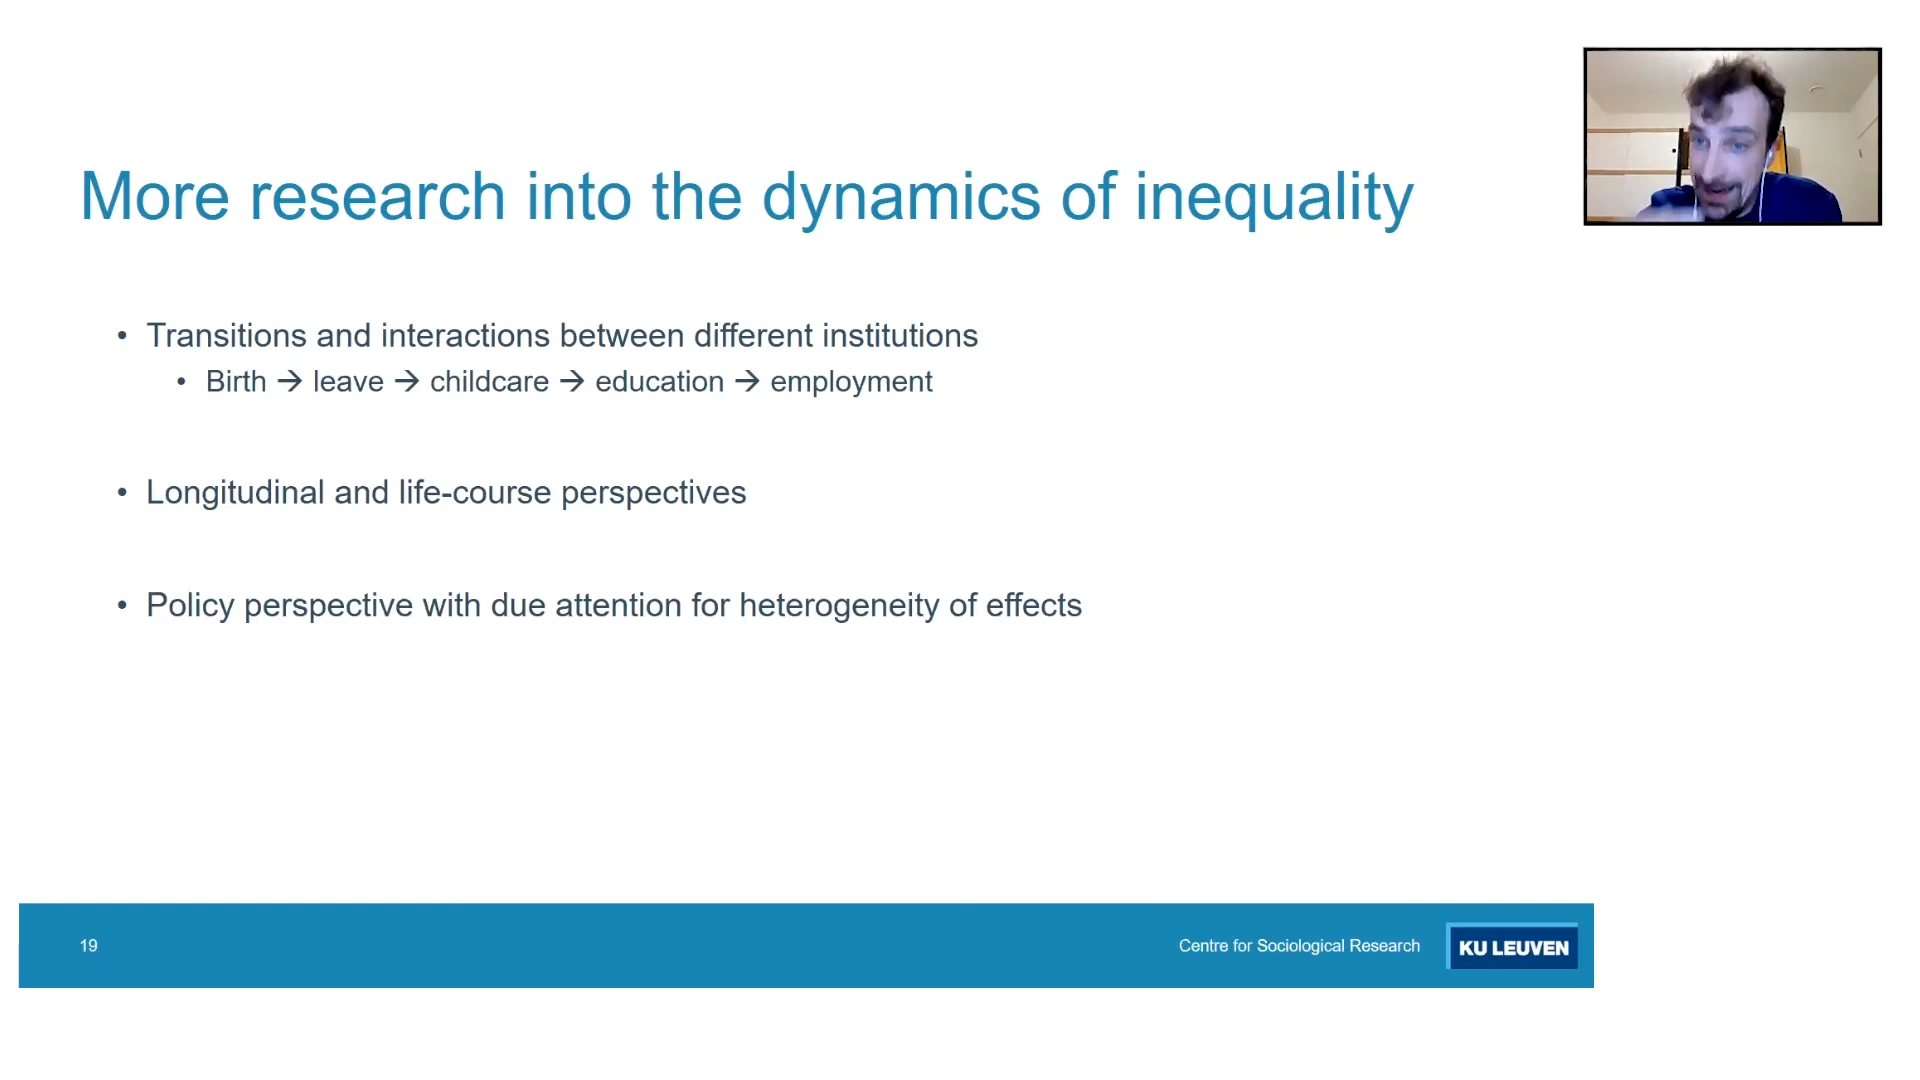 More research into the dynamics of inequality
• Transitions and interactions between different institutions
• Birth → leave → childcare → education → employment
• Longitudinal and life-course perspectives
• Policy perspective with due attention for heterogeneity of effects
19
Centre for Sociological Research
KU LEUVEN